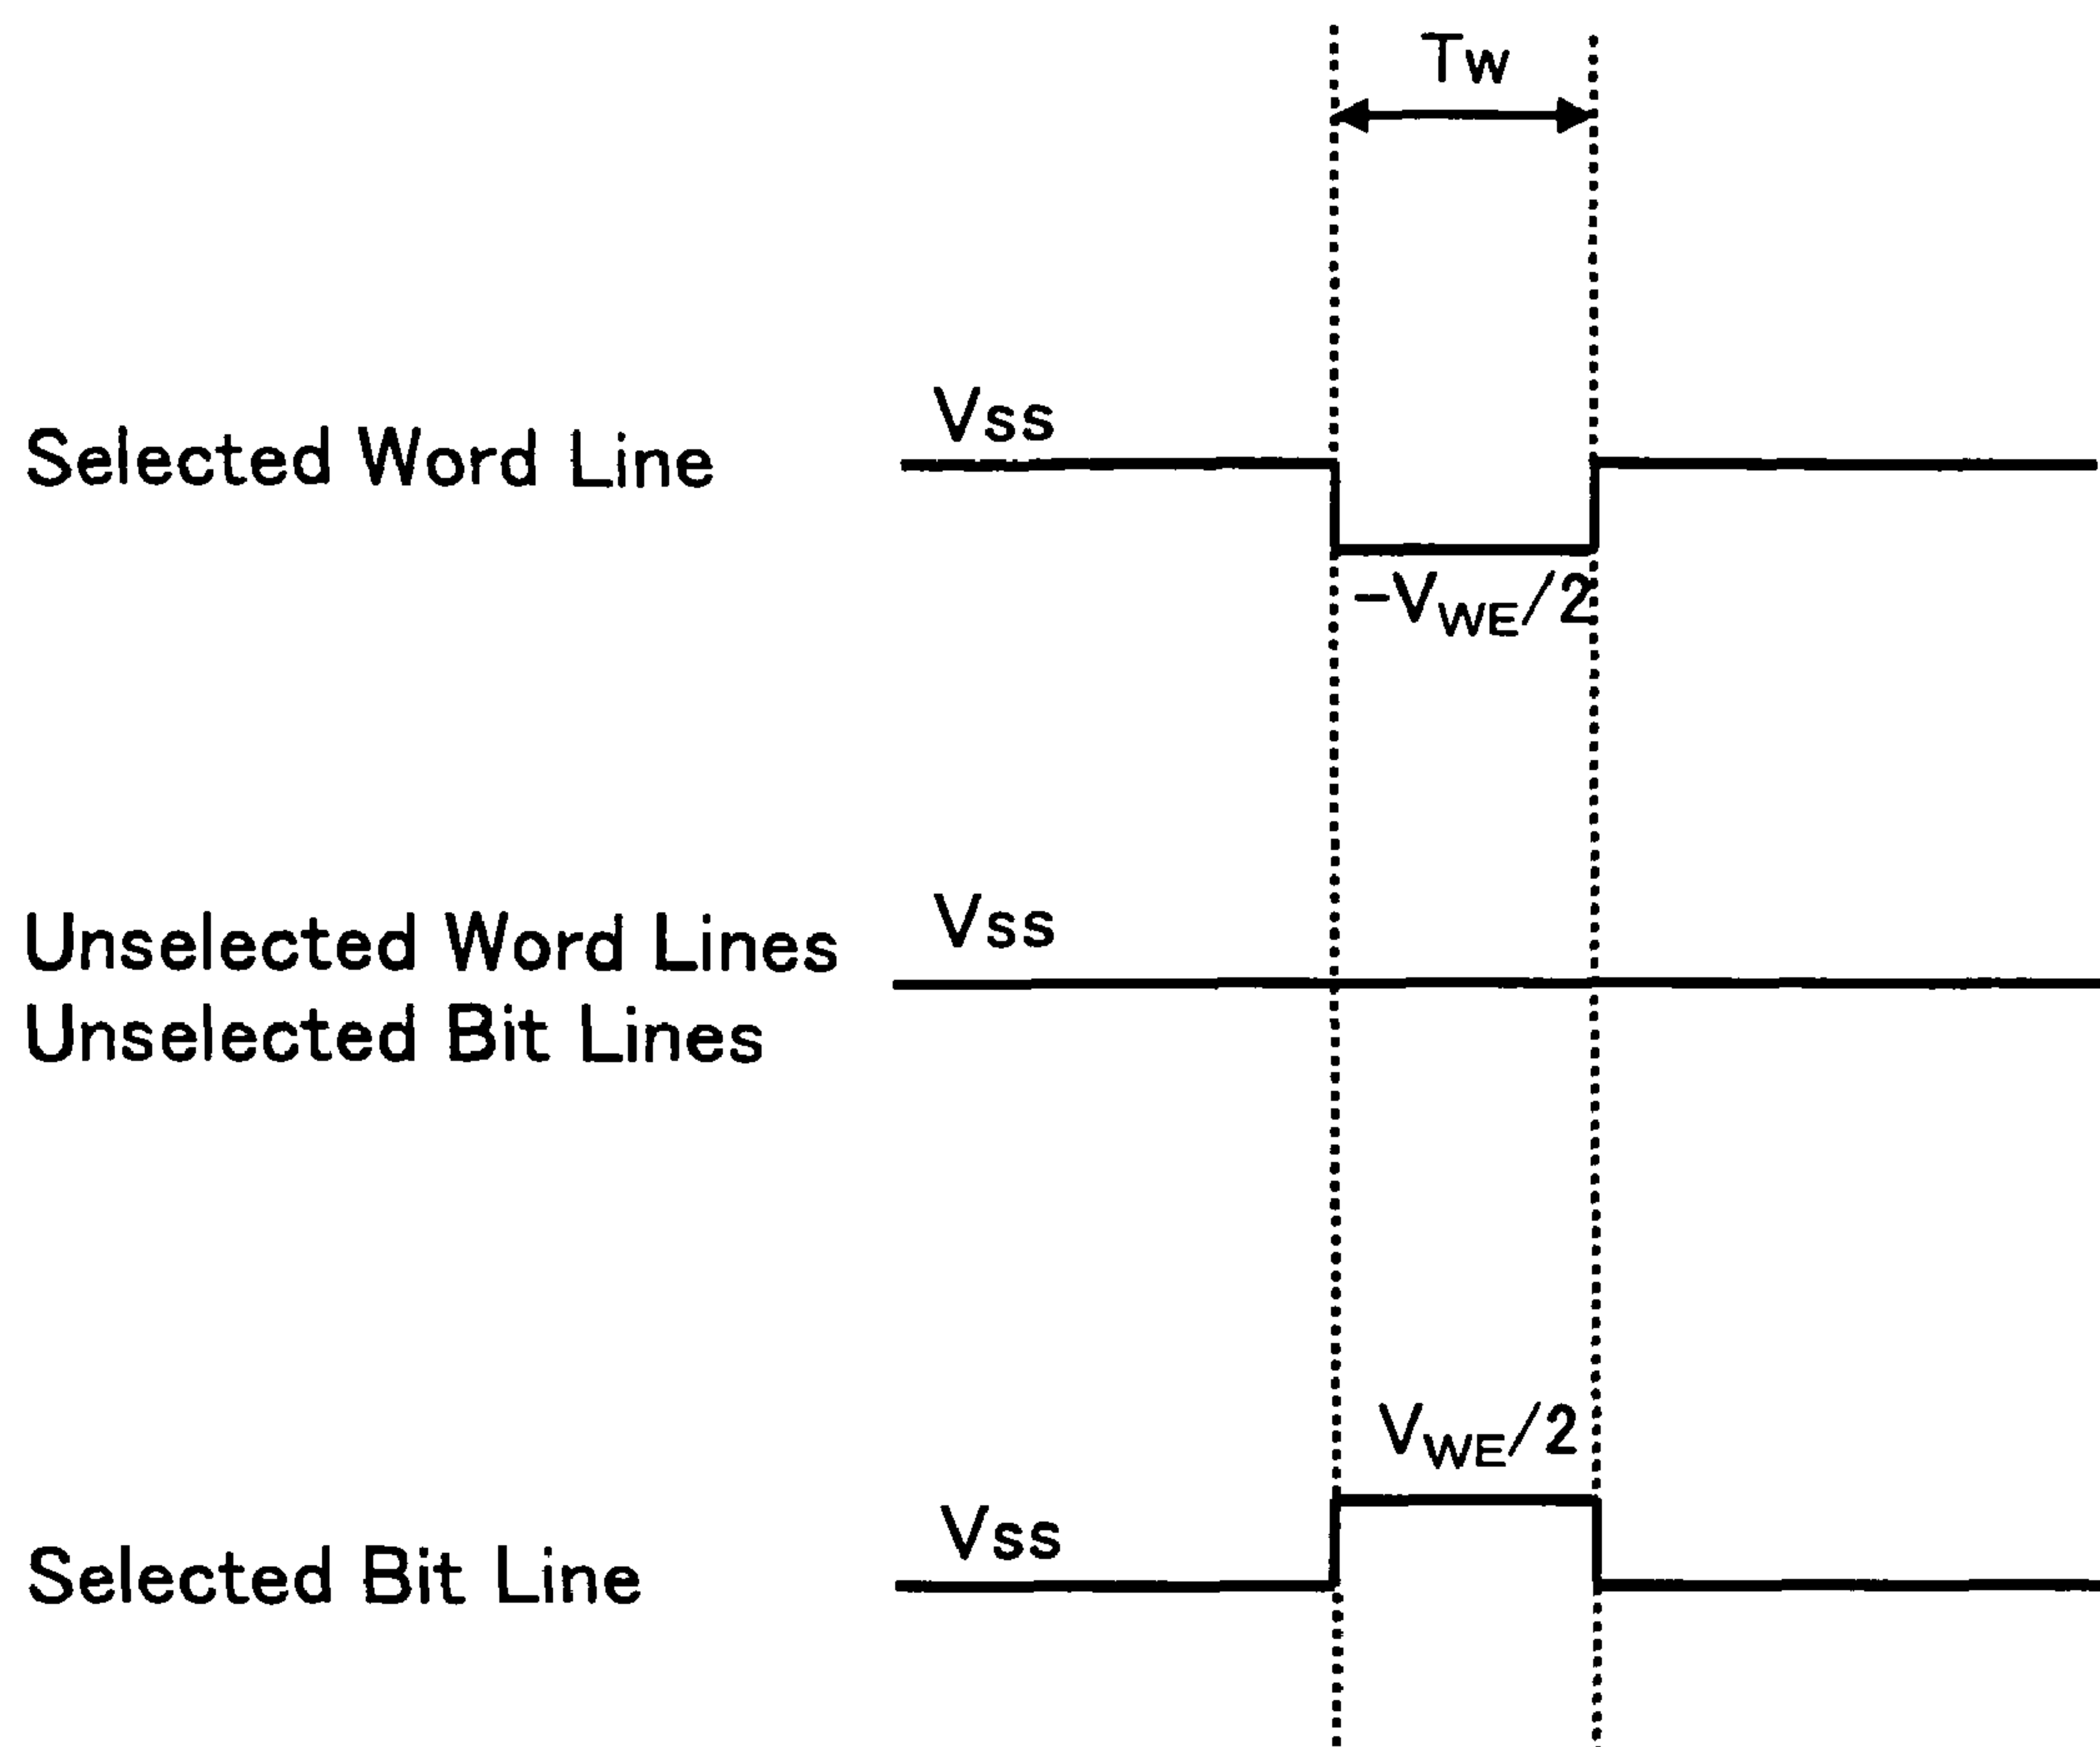 Tw
Vss
Selected Word Line
-VWE/2
Vss
Unselected Word Lines
Unselected Bit Lines
VWE/2
Vss
Selected Bit Line